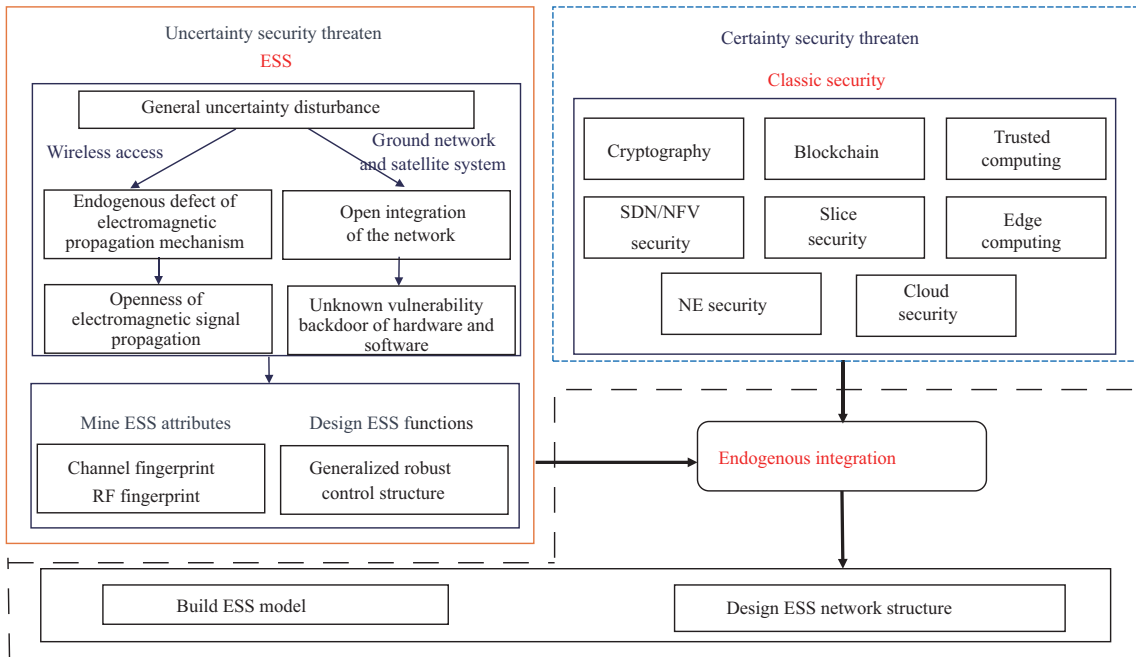 Uncertainty security threaten
ESS
General uncertainty disturbance
Wireless access
Ground network
and satellite system
Endogenous defect of
electromagnetic
propagation mechanism
Open integration
of the network
Openness of
electromagnetic signal
propagation
Unknown vulnerability
backdoor of hardware and
software
Mine ESS attributes
Design ESS functions
Channel fingerprint
RF fingerprint
Generalized robust
control structure
Certainty security threaten
Classic security
Cryptography
Blockchain
Trusted
computing
SDN/NFV
security
Slice
security
Edge
computing
NE security
Cloud
security
Endogenous integration
Build ESS model
Design ESS network structure